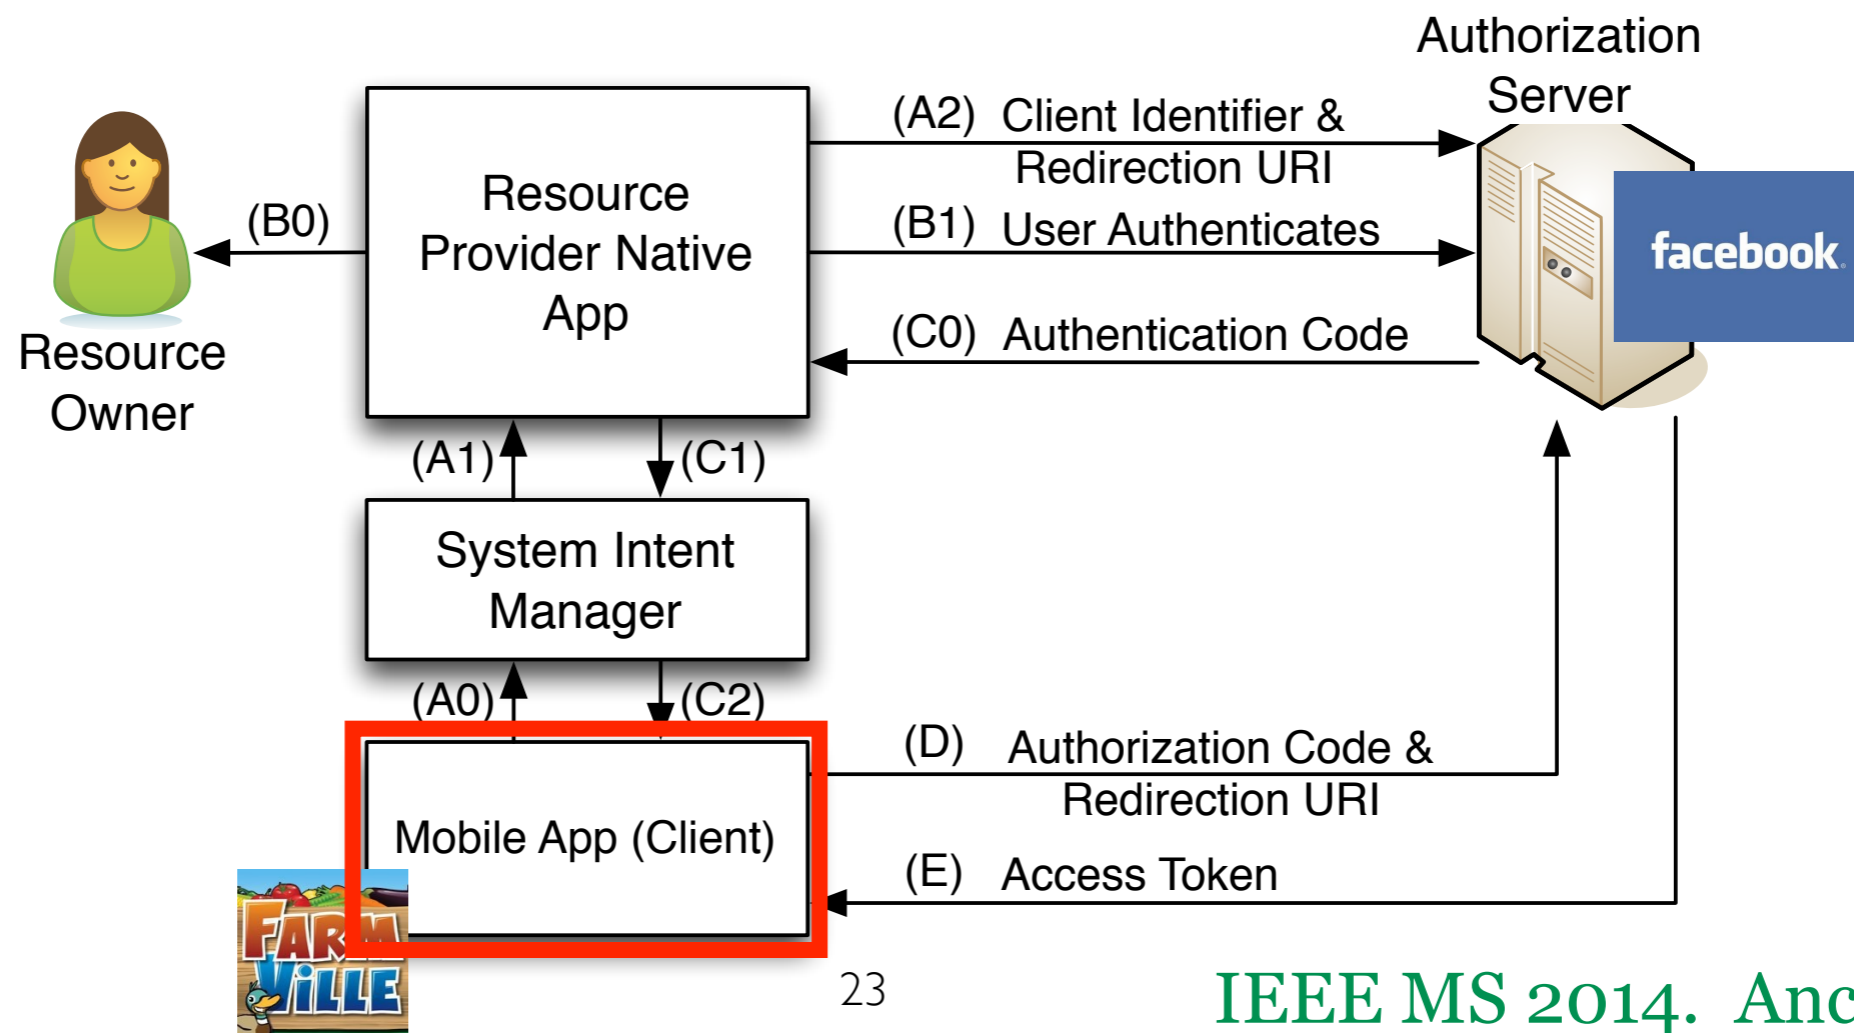 Authorization
Server
(A2) Client Identifier &
Redirection URI
Resource
Provider Native
App
(B0)
(B1) User Authenticates
facebook
(C0) Authentication Code
Resource
Owner
(A1)
(C1)
System Intent
Manager
(A0)
(C2)
(D) Authorization Code &
Redirection URI
Mobile App (Client)
(E) Access Token
FARM
VILLE
23
IEEE MS 2014. Anc